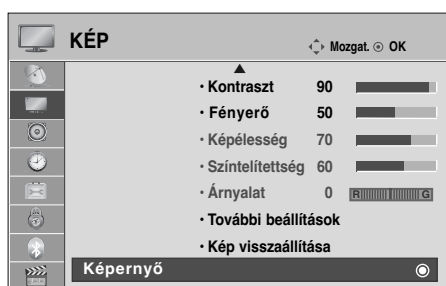 KÉP
Mozgat. OK
• Kontraszt 90
• Fényerő 50
• Képélesség 70
• Színtelítettség 60
• Árnyalat 0 R G
• További beállítások
• Kép visszaállítása
Képernyő